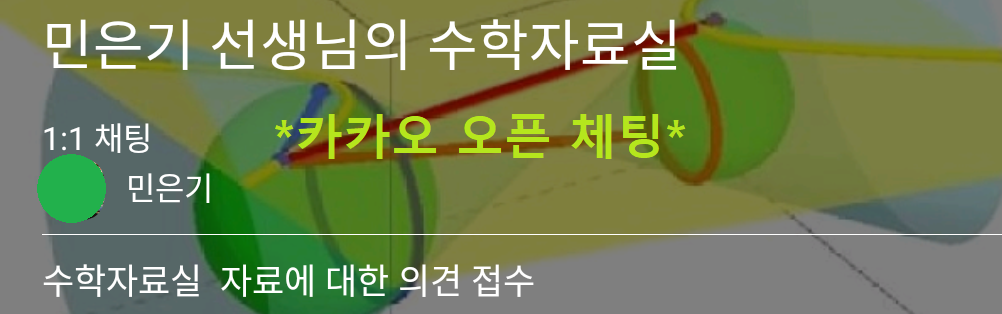 민은기 선생님의 수학자료실
1:1 채팅
*카카오 오픈 체팅*
민은기
수학자료실 자료에 대한 의견 접수